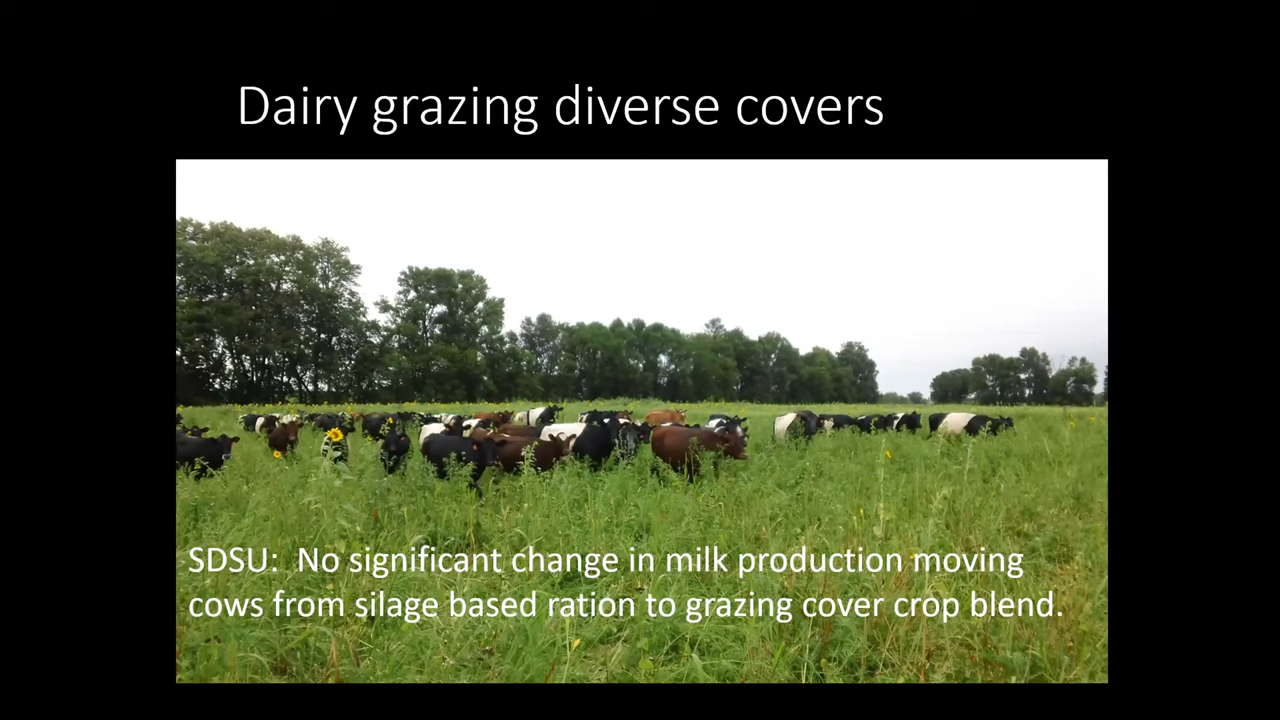 Dairy grazing diverse covers
SDSU:  No significant change in milk production moving
cows from silage based ration to grazing cover crop blend.